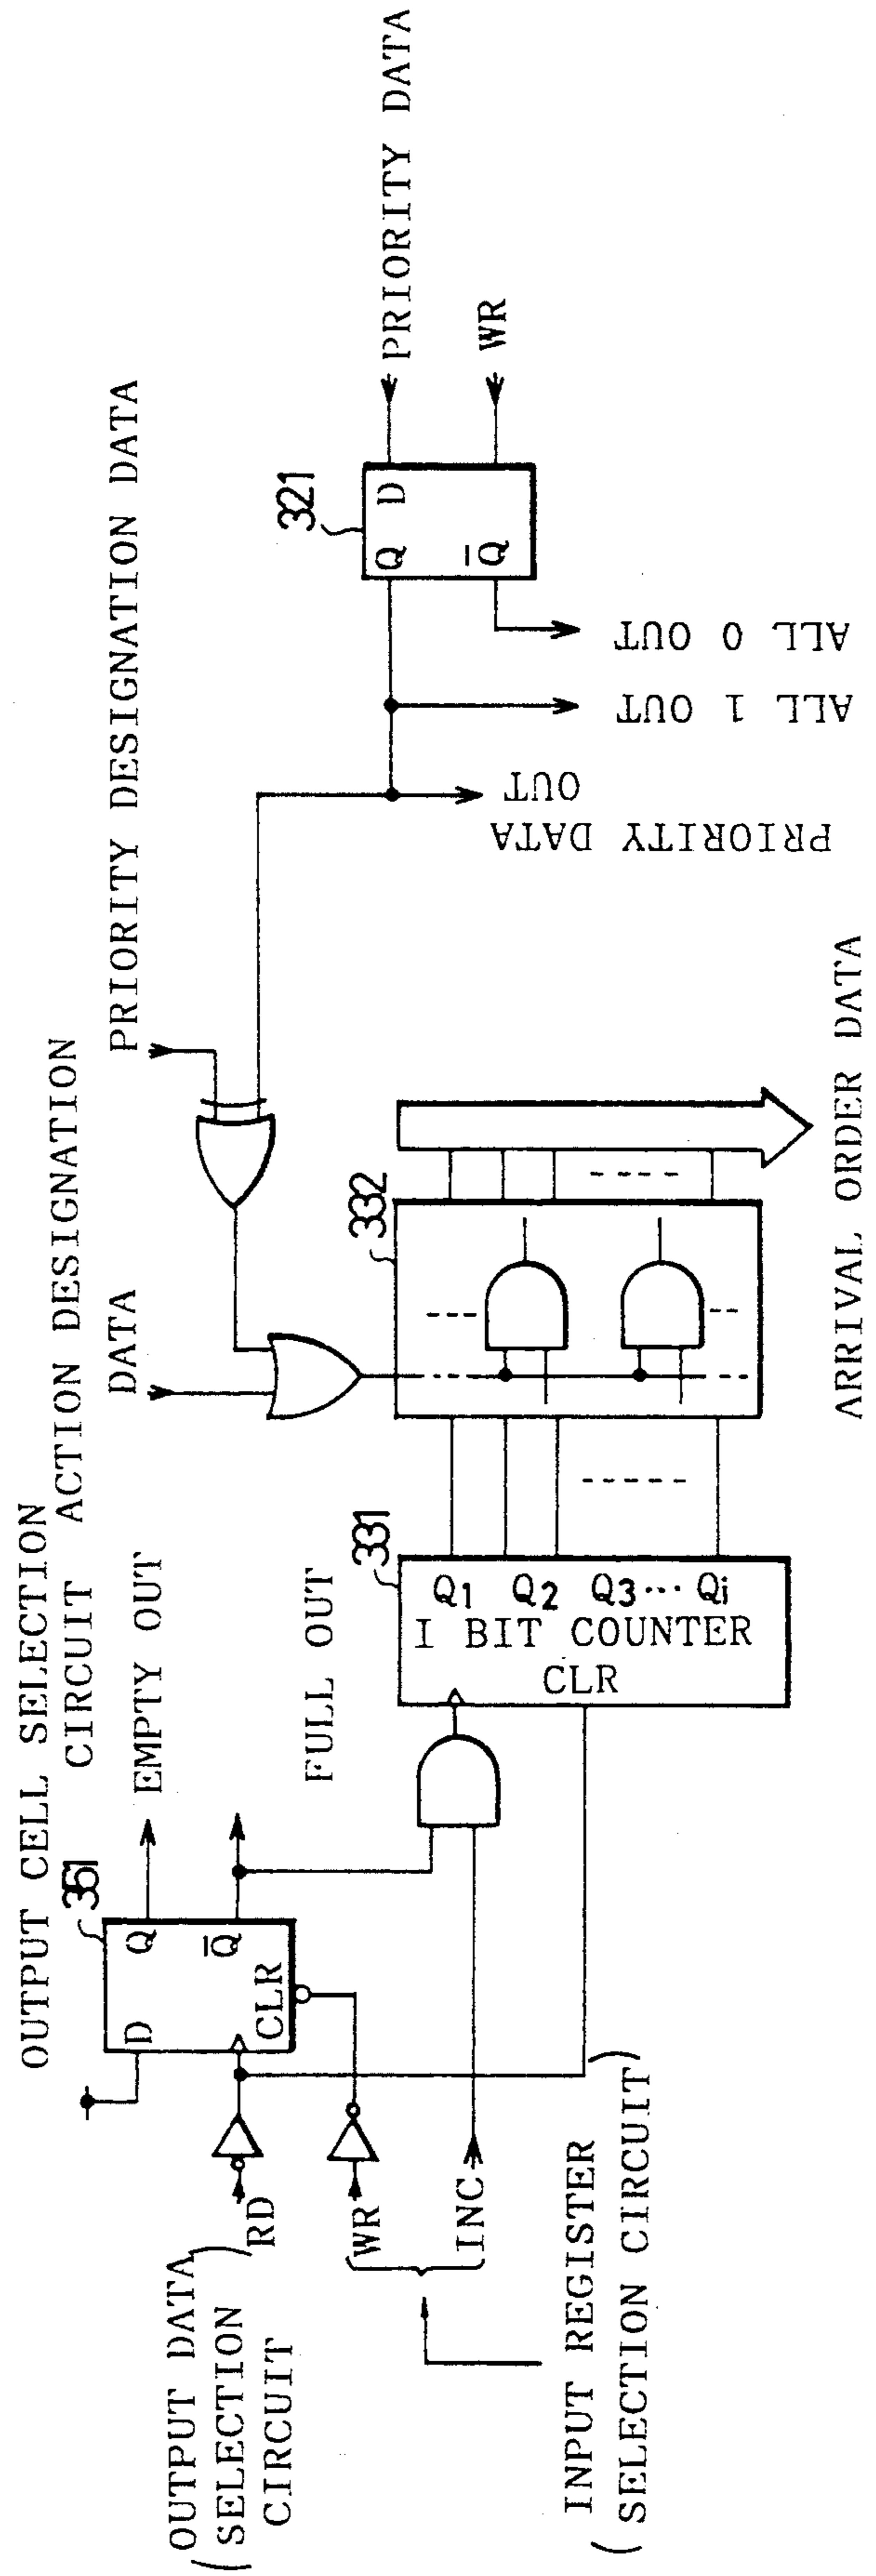 OUTPUT CELL SELECTION
CIRCUIT ACTION DESIGNATION
DATA
PRIORITY DESIGNATION DATA
EMPTY OUT
FULL OUT
361
D
Q
Q̅
CLR
OUTPUT DATA
(SELECTION)
CIRCUIT
RD
WR
INC
INPUT REGISTER
(SELECTION CIRCUIT)
331
Q1 Q2 Q3 ··· Qi
I BIT COUNTER
CLR
332
ARRIVAL ORDER DATA
321
Q D
Q̅
PRIORITY DATA
WR
PRIORITY DATA
OUT
ALL 1 OUT
ALL 0 OUT